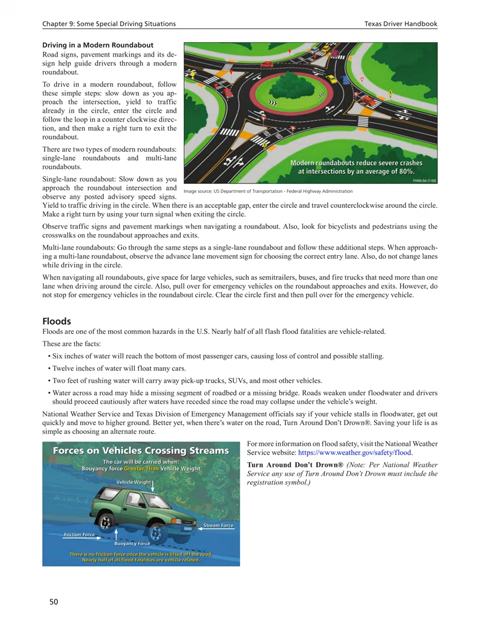 Chapter 9: Some Special Driving Situations
Texas Driver Handbook
Driving in a Modern Roundabout
Road signs, pavement markings and its de-
sign help guide drivers through a modern
roundabout.
To drive in a modern roundabout, follow
these simple steps: slow down as you ap-
proach the intersection, yield to traffic
already in the circle, enter the circle and
follow the loop in a counter clockwise direc-
tion, and then make a right turn to exit the
roundabout.
There are two types of modern roundabouts:
single-lane roundabouts and multi-lane
roundabouts.
Single-lane roundabout: Slow down as you
approach the roundabout intersection and
observe any posted advisory speed signs.
Modern roundabouts reduce severe crashes
at intersections by an average of 80%.
Image source: US Department of Transportation - Federal Highway Administration
Yield to traffic driving in the circle. When there is an acceptable gap, enter the circle and travel counterclockwise around the circle.
Make a right turn by using your turn signal when exiting the circle.
Observe traffic signs and pavement markings when navigating a roundabout. Also, look for bicyclists and pedestrians using the
crosswalks on the roundabout approaches and exits.
Multi-lane roundabouts: Go through the same steps as a single-lane roundabout and follow these additional steps. When approach-
ing a multi-lane roundabout, observe the advance lane movement sign for choosing the correct entry lane. Also, do not change lanes
while driving in the circle.
When navigating all roundabouts, give space for large vehicles, such as semitrailers, buses, and fire trucks that need more than one
lane when driving around the circle. Also, pull over for emergency vehicles on the roundabout approaches and exits. However, do
not stop for emergency vehicles in the roundabout circle. Clear the circle first and then pull over for the emergency vehicle.
Floods
Floods are one of the most common hazards in the U.S. Nearly half of all flash flood fatalities are vehicle-related.
These are the facts:
• Six inches of water will reach the bottom of most passenger cars, causing loss of control and possible stalling.
• Twelve inches of water will float many cars.
• Two feet of rushing water will carry away pick-up trucks, SUVs, and most other vehicles.
• Water across a road may hide a missing segment of roadbed or a missing bridge. Roads weaken under floodwater and drivers
should proceed cautiously after waters have receded since the road may collapse under the vehicle's weight.
National Weather Service and Texas Division of Emergency Management officials say if your vehicle stalls in floodwater, get out
quickly and move to higher ground. Better yet, when there's water on the road, Turn Around Don't Drown®. Saving your life is as
simple as choosing an alternate route.
Forces on Vehicles Crossing Streams
The car will be carried when:
Bouyancy force Greater Than Vehicle Weight
Vehicle Weight
Stream Force
Friction Force
Bouyancy Force
There is no friction force once the vehicle is lifted off the road.
Nearly half of all flood fatalities are vehicle related.
For more information on flood safety, visit the National Weather
Service website: https://www.weather.gov/safety/flood.
Turn Around Don't Drown® (Note: Per National Weather
Service any use of Turn Around Don't Drown must include the
registration symbol.)
50